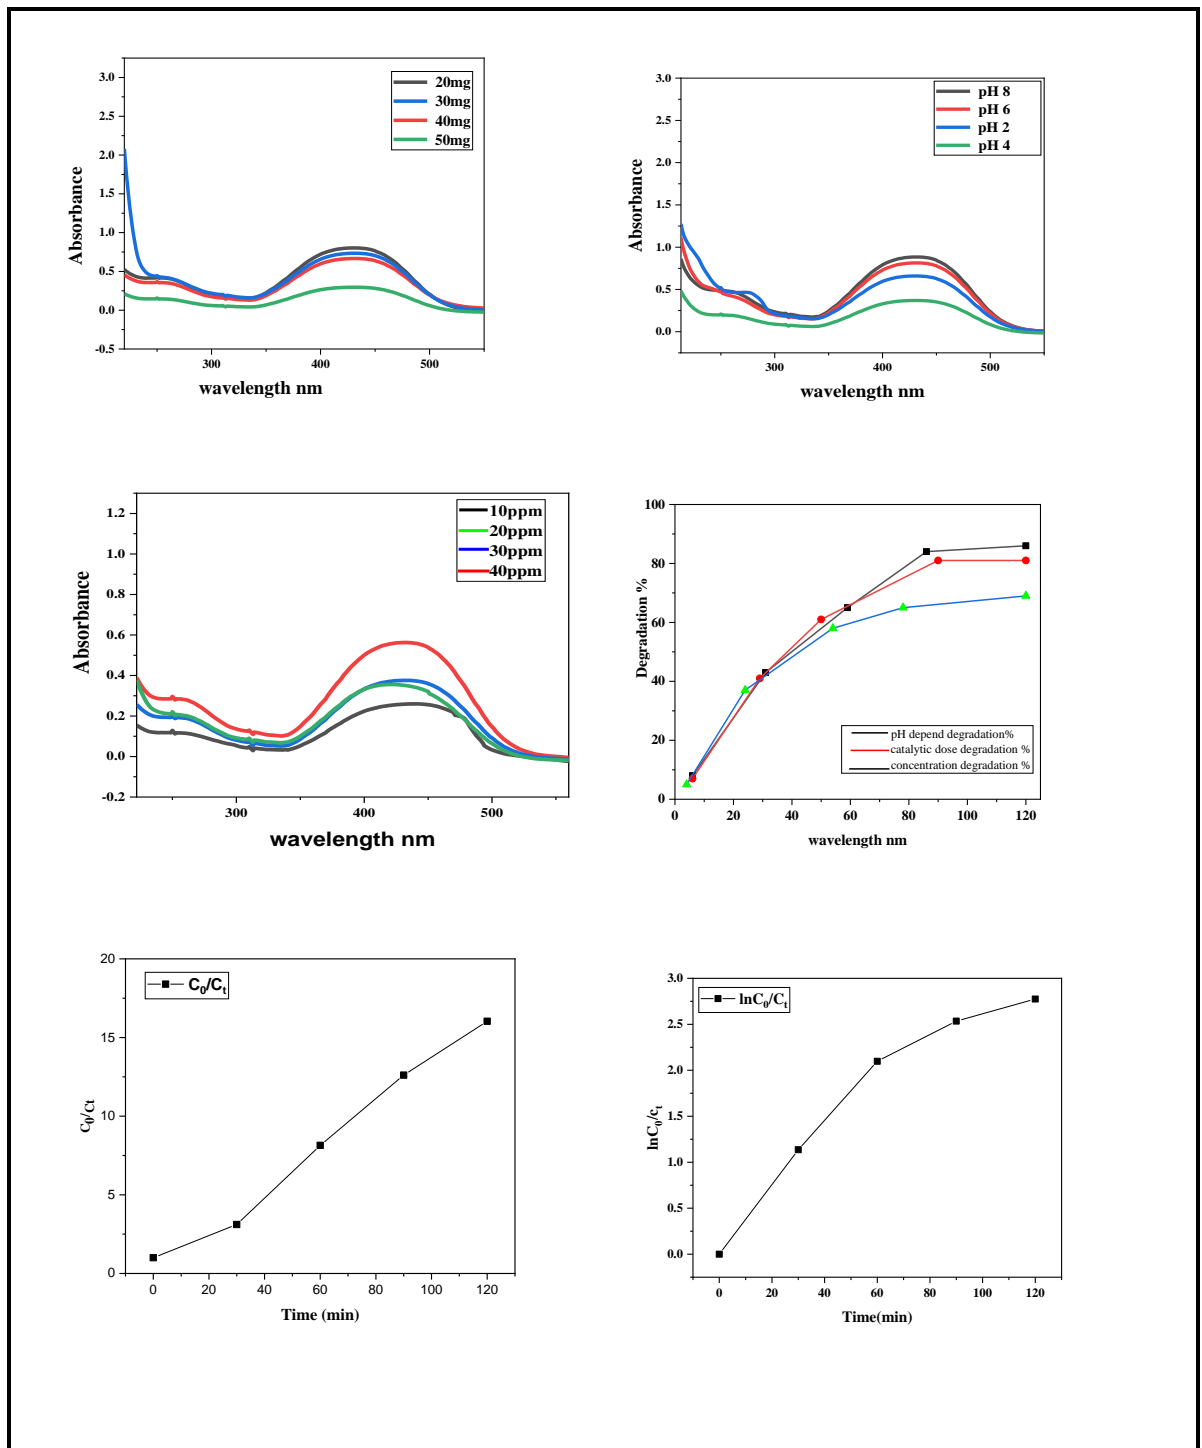 3.0
2.5
2.0
1.5
1.0
0.5
0.0
-0.5
Absorbance
20mg
30mg
40mg
50mg
300
400
500
wavelength nm
3.0
2.5
2.0
1.5
1.0
0.5
0.0
Absorbance
pH 8
pH 6
pH 2
pH 4
300
400
500
wavelength nm
1.2
1.0
0.8
0.6
0.4
0.2
0.0
-0.2
Absorbance
10ppm
20ppm
30ppm
40ppm
300
400
500
wavelength nm
100
80
60
40
20
0
Degradation %
pH depend degradation%
catalytic dose degradation %
concentration degradation %
0
20
40
60
80
100
120
wavelength nm
20
15
10
5
0
C₀/Ct
C₀/Cₜ
0
20
40
60
80
100
120
Time (min)
3.0
2.5
2.0
1.5
1.0
0.5
0.0
lnC₀/cₜ
lnC₀/Cₜ
0
20
40
60
80
100
120
Time(min)